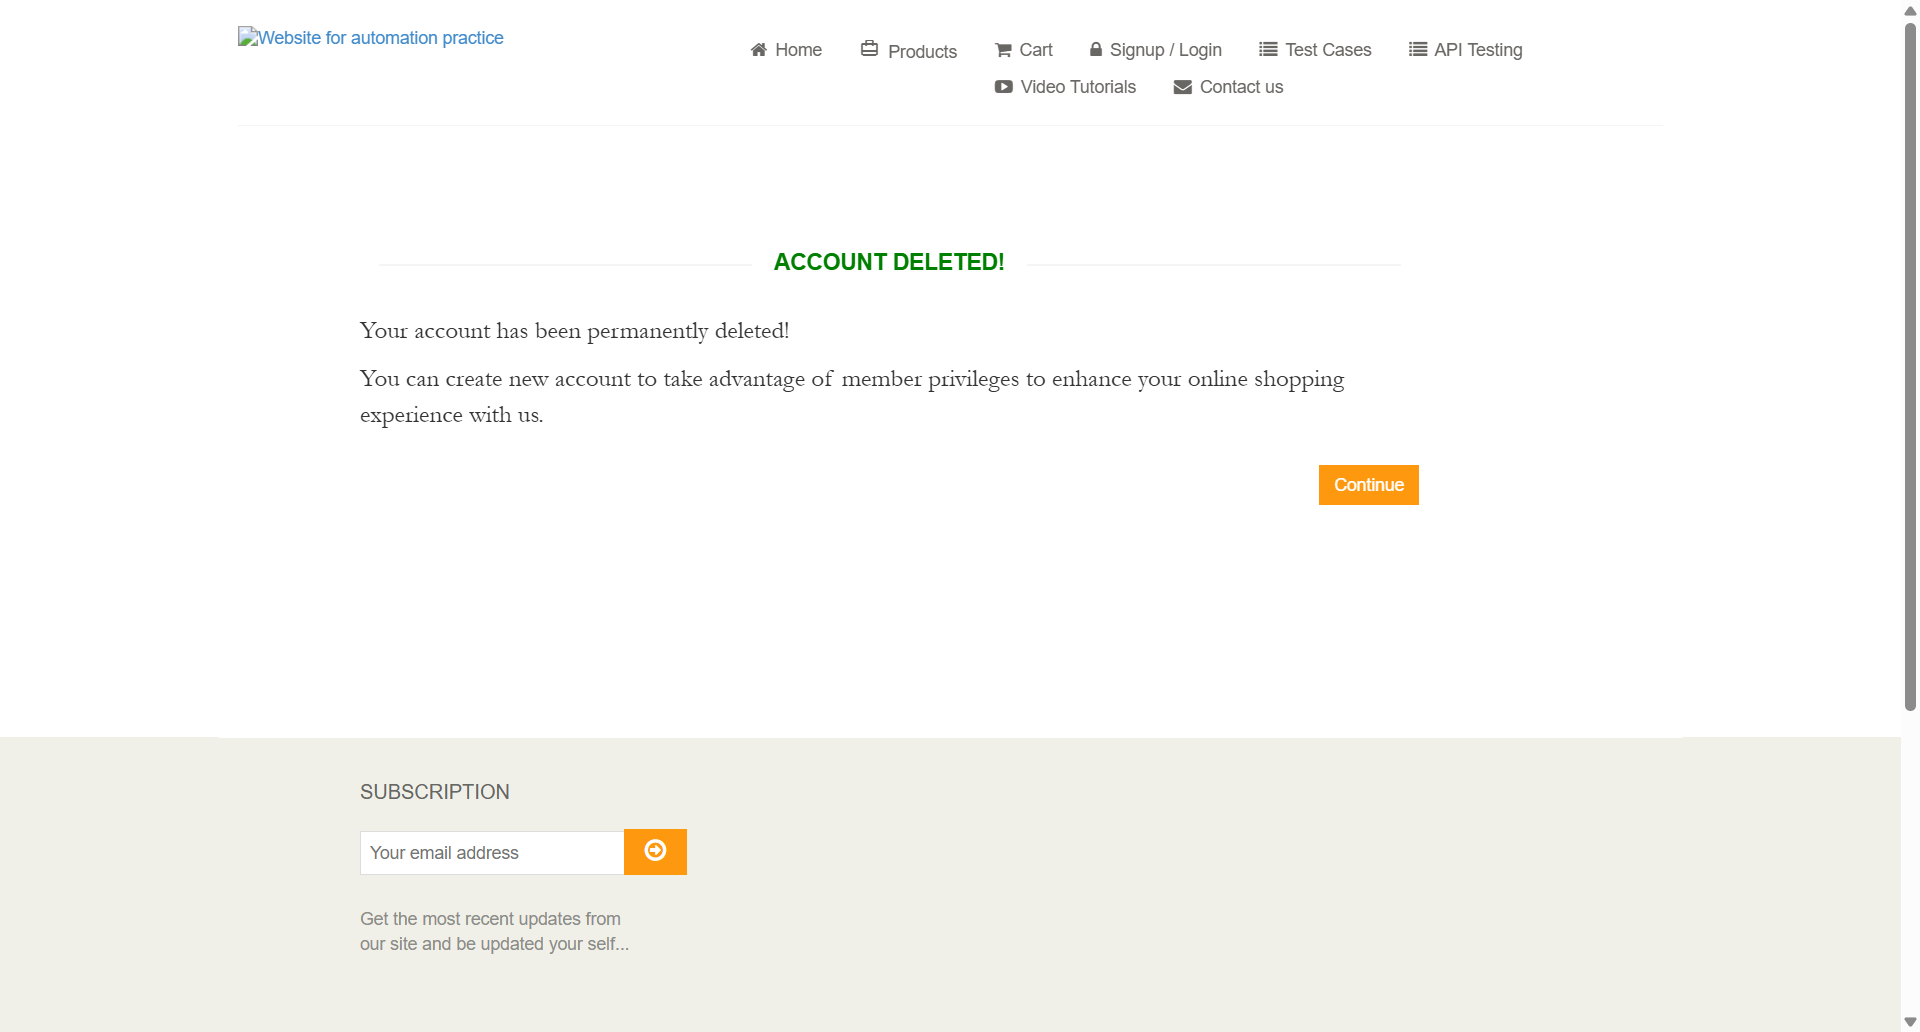 Website for automation practice
Home Products Cart Signup / Login Test Cases API Testing
Video Tutorials Contact us
ACCOUNT DELETED!
Your account has been permanently deleted!
You can create new account to take advantage of member privileges to enhance your online shopping
experience with us.
Continue
SUBSCRIPTION
Your email address
Get the most recent updates from
our site and be updated your self...